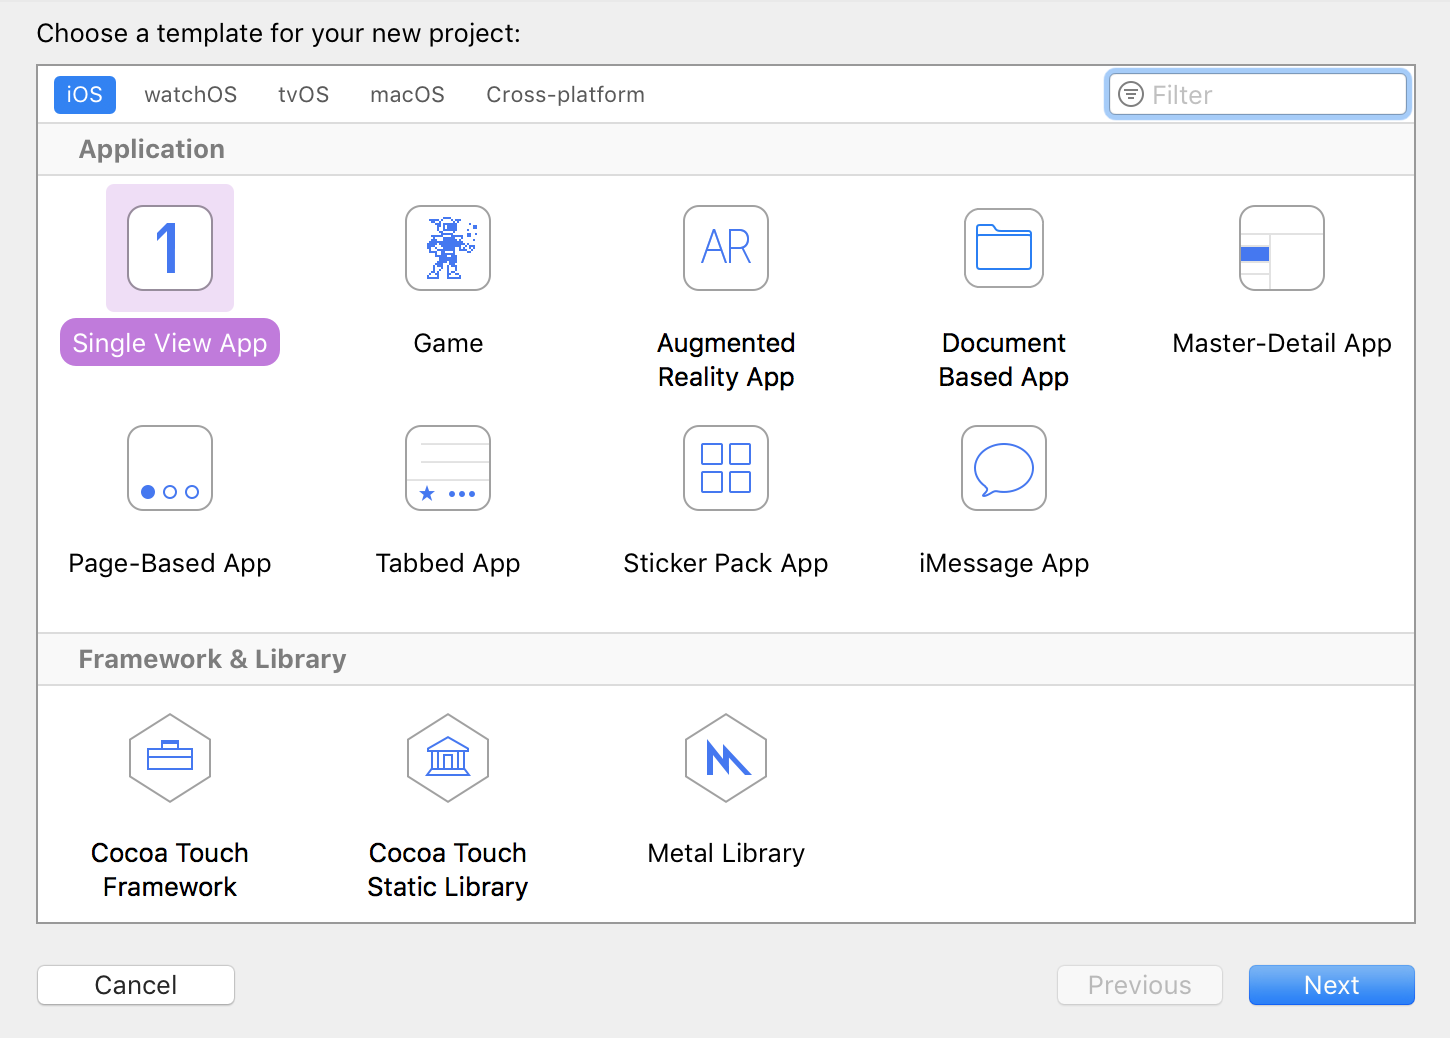 Choose a template for your new project:
iOS watchOS tvOS macOS Cross-platform Filter
Application
1 AR
Single View App Game Augmented Document Master-Detail App
Reality App Based App
Page-Based App Tabbed App Sticker Pack App iMessage App
Framework & Library
Cocoa Touch Cocoa Touch Metal Library
Framework Static Library
Cancel Previous Next